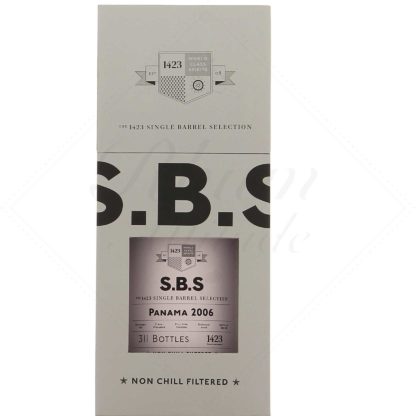 1423
WORLD
CLASS
SPIRITS
EST
08
THE 1423 SINGLE BARREL SELECTION
S.B.S
1423
S.B.S
THE 1423 SINGLE BARREL SELECTION
PANAMA 2006
311 BOTTLES 1423
★ NON CHILL FILTERED ★